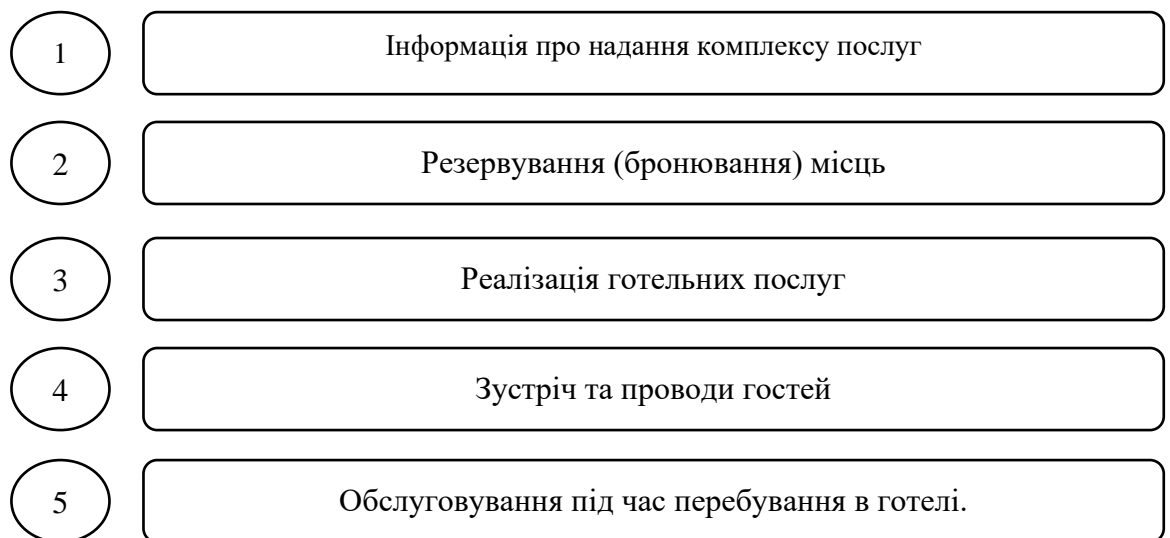 1
Інформація про надання комплексу послуг
2
Резервування (бронювання) місць
3
Реалізація готельних послуг
4
Зустріч та проводи гостей
5
Обслуговування під час перебування в готелі.